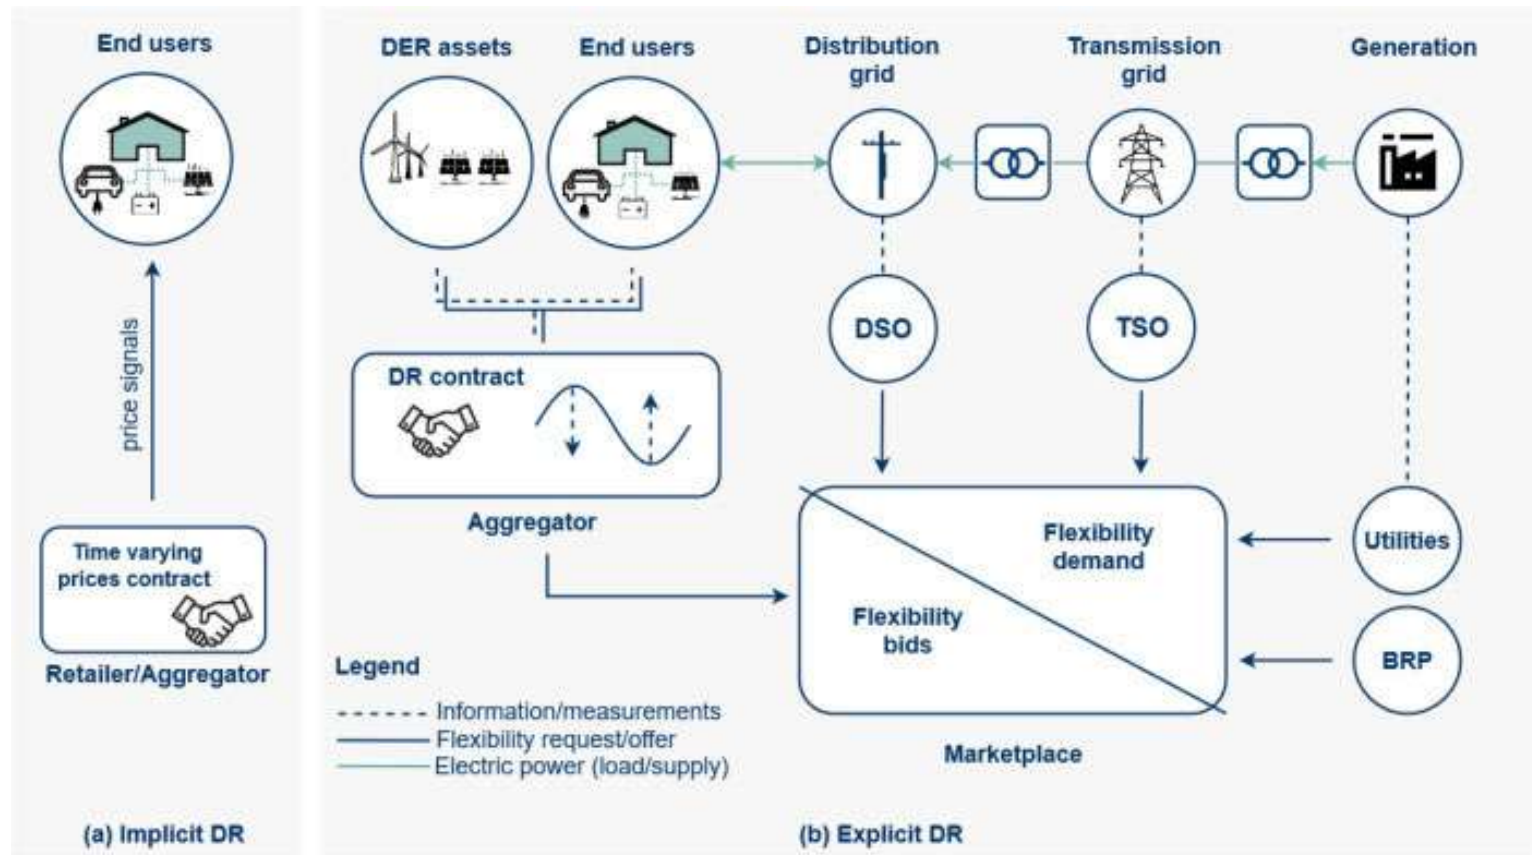 End users
price signals
Time varying
prices contract
Retailer/Aggregator
(a) Implicit DR
DER assets
End users
Distribution
grid
Transmission
grid
Generation
DSO
TSO
DR contract
Aggregator
Flexibility
demand
Flexibility
bids
Utilities
BRP
Marketplace
Legend
Information/measurements
Flexibility request/offer
Electric power (load/supply)
(b) Explicit DR